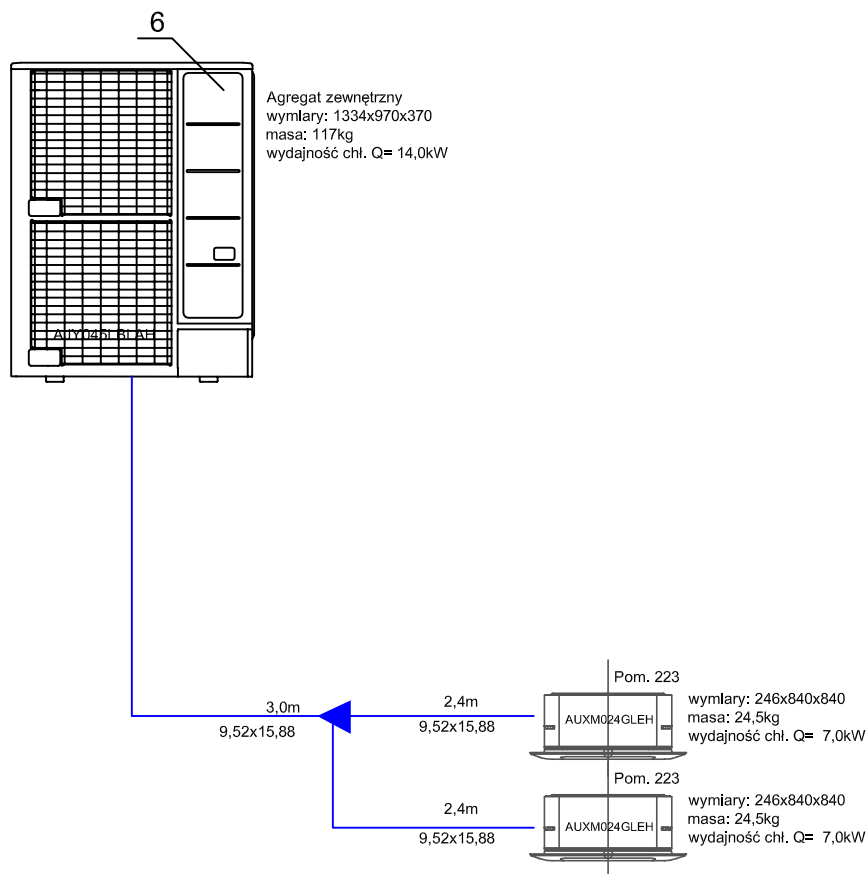 6
Agregat zewnętrzny
wymiary: 1334x970x370
masa: 117kg
wydajność chł. Q= 14,0kW
AJY045LBLAH
3,0m
9,52x15,88
2,4m
9,52x15,88
Pom. 223
AUXM024GLEH
wymiary: 246x840x840
masa: 24,5kg
wydajność chł. Q= 7,0kW
2,4m
9,52x15,88
Pom. 223
AUXM024GLEH
wymiary: 246x840x840
masa: 24,5kg
wydajność chł. Q= 7,0kW